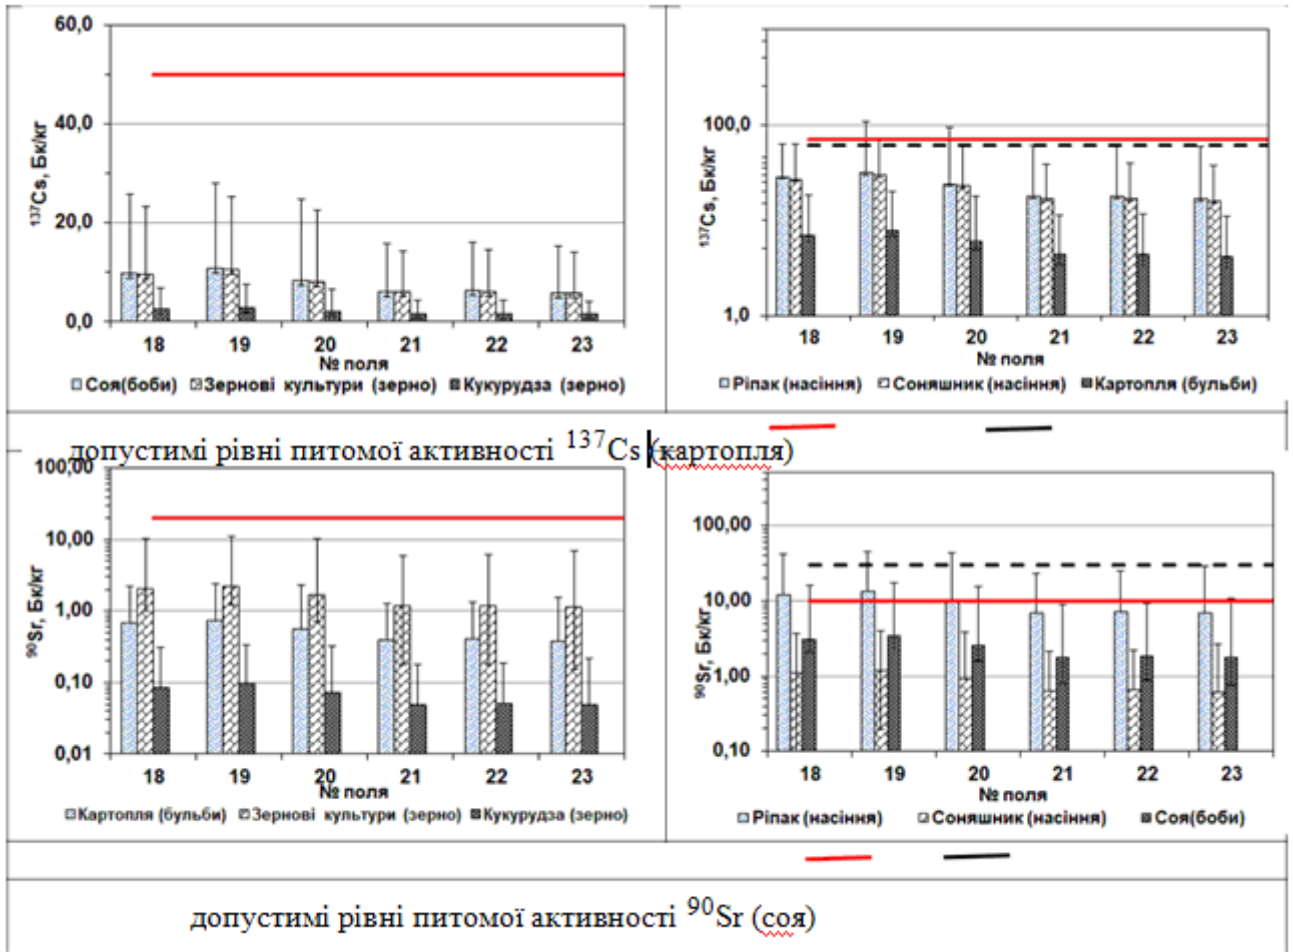 60,0
40,0
20,0
0,0
137Cs, Бк/кг
18 19 20 21 22 23
№ поля
Соя(боби) Зернові культури (зерно) Кукурудза (зерно)
100,0
1,0
137Cs, Бк/кг
18 19 20 21 22 23
№ поля
Ріпак (насіння) Соняшник (насіння) Картопля (бульби)
допустимі рівні питомої активності 137Cs (картопля)
100,00
10,00
1,00
0,10
0,01
90Sr, Бк/кг
18 19 20 21 22 23
№ поля
Картопля (бульби) Зернові культури (зерно) Кукурудза (зерно)
100,00
10,00
1,00
0,10
90Sr, Бк/кг
18 19 20 21 22 23
№ поля
Ріпак (насіння) Соняшник (насіння) Соя(боби)
допустимі рівні питомої активності 90Sr (соя)